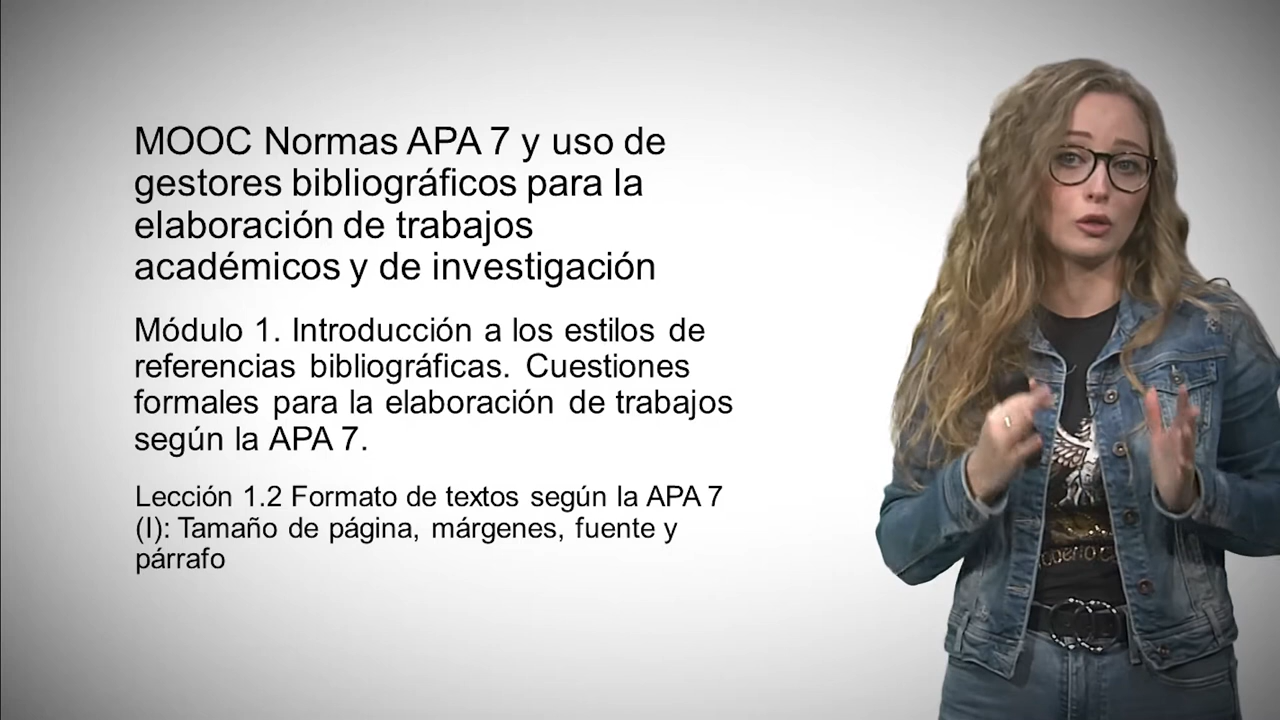 MOOC Normas APA 7 y uso de
gestores bibliográficos para la
elaboración de trabajos
académicos y de investigación
Módulo 1. Introducción a los estilos de
referencias bibliográficas. Cuestiones
formales para la elaboración de trabajos
según la APA 7.
Lección 1.2 Formato de textos según la APA 7
(I): Tamaño de página, márgenes, fuente y
párrafo